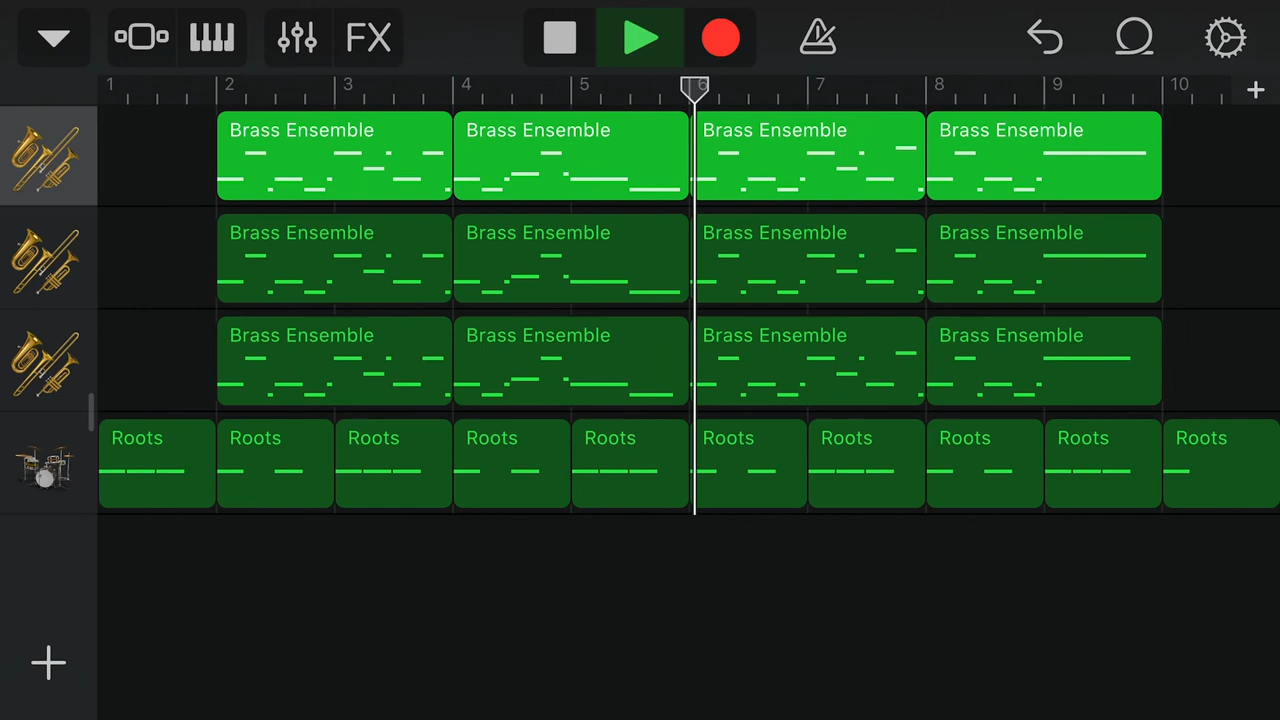 FX
1 2 3 4 5 6 7 8 9 10
Brass Ensemble Brass Ensemble Brass Ensemble Brass Ensemble
Brass Ensemble Brass Ensemble Brass Ensemble Brass Ensemble
Brass Ensemble Brass Ensemble Brass Ensemble Brass Ensemble
Roots Roots Roots Roots Roots Roots Roots Roots Roots Roots